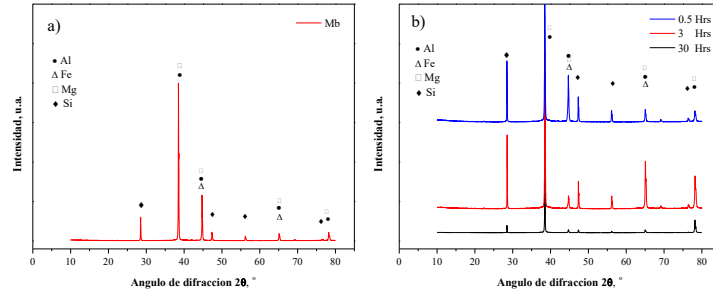 a)
Mb
● Al
Δ Fe
□ Mg
♦ Si
Intensidad, u.a.
0 10 20 30 40 50 60 70 80
Angulo de difraccion 2θ, °
b)
0.5 Hrs
3 Hrs
30 Hrs
● Al
Δ Fe
□ Mg
♦ Si
Intensidad, u.a.
0 10 20 30 40 50 60 70 80
Angulo de difraccion 2θ, °